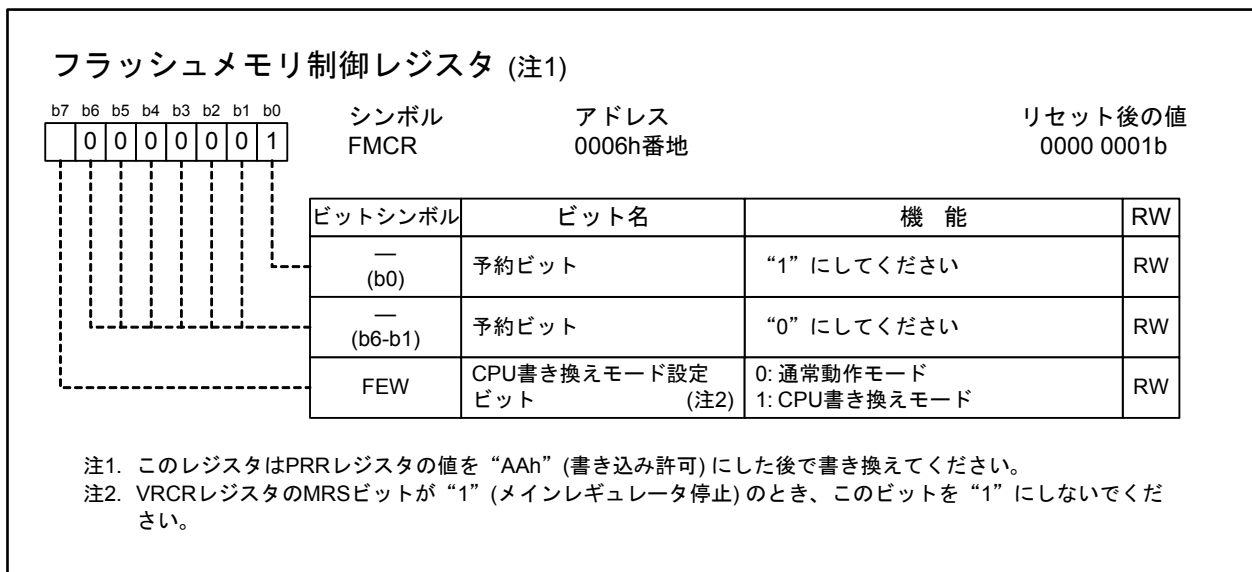 フラッシュメモリ制御レジスタ (注1)
b7 b6 b5 b4 b3 b2 b1 b0
0 0 0 0 0 0 1
シンボル アドレス リセット後の値
FMCR 0006h番地 0000 0001b
ビットシンボル ビット名 機 能 RW
—
(b0) 予約ビット “1”にしてください RW
—
(b6-b1) 予約ビット “0”にしてください RW
FEW CPU書き換えモード設定
ビット (注2) 0: 通常動作モード
1: CPU書き換えモード RW
注1. このレジスタはPRRレジスタの値を“AAh”(書き込み許可) にした後で書き換えてください。
注2. VRCRレジスタのMRSビットが“1”(メインレギュレータ停止) のとき、このビットを“1”にしないでくだ
さい。